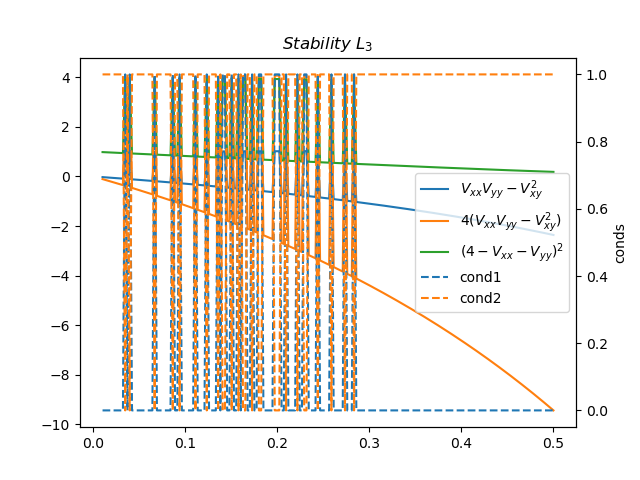 Stability L₃
4
2
0
−2
−4
−6
−8
−10
0.0
0.1
0.2
0.3
0.4
0.5
1.0
0.8
0.6
0.4
0.2
0.0
conds
VₓₓVᵧᵧ − Vₓᵧ²
4(VₓₓVᵧᵧ − Vₓᵧ²)
(4 − Vₓₓ − Vᵧᵧ)²
cond1
cond2